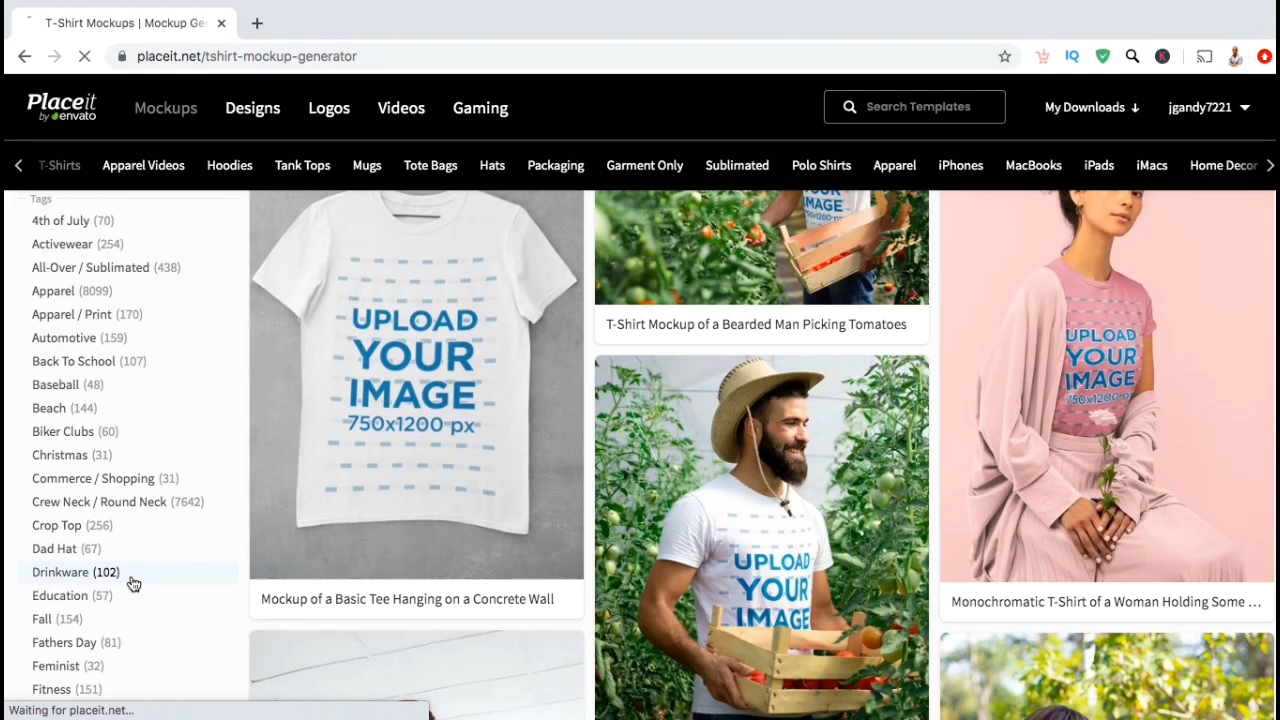 T-Shirt Mockups | Mockup Ge
placeit.net/tshirt-mockup-generator
IQ
K
Placeit
by envato
Mockups
Designs
Logos
Videos
Gaming
Search Templates
My Downloads
jgandy7221
T-Shirts
Apparel Videos
Hoodies
Tank Tops
Mugs
Tote Bags
Hats
Packaging
Garment Only
Sublimated
Polo Shirts
Apparel
iPhones
MacBooks
iPads
iMacs
Home Decor
Tags
4th of July (70)
Activewear (254)
All-Over / Sublimated (438)
Apparel (8099)
Apparel / Print (170)
Automotive (159)
Back To School (107)
Baseball (48)
Beach (144)
Biker Clubs (60)
Christmas (31)
Commerce / Shopping (31)
Crew Neck / Round Neck (7642)
Crop Top (256)
Dad Hat (67)
Drinkware (102)
Education (57)
Fall (154)
Fathers Day (81)
Feminist (32)
Fitness (151)
Waiting for placeit.net...
UPLOAD
YOUR
IMAGE
750x1200 px
Mockup of a Basic Tee Hanging on a Concrete Wall
YOUR
IMAGE
T-Shirt Mockup of a Bearded Man Picking Tomatoes
UPLOAD
YOUR
IMAGE
UPLOAD
YOUR
IMAGE
750x1200 px
Monochromatic T-Shirt of a Woman Holding Some ...